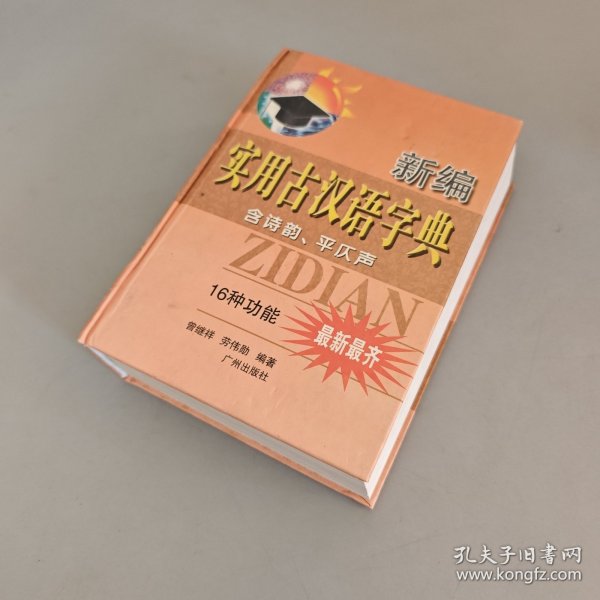 新编
实用古汉语字典
含诗韵、平仄声
ZIDIAN
16种功能
最新最齐
曾继祥 劳伟勋 编著
广州出版社
孔夫子旧书网
www.kongfz.com